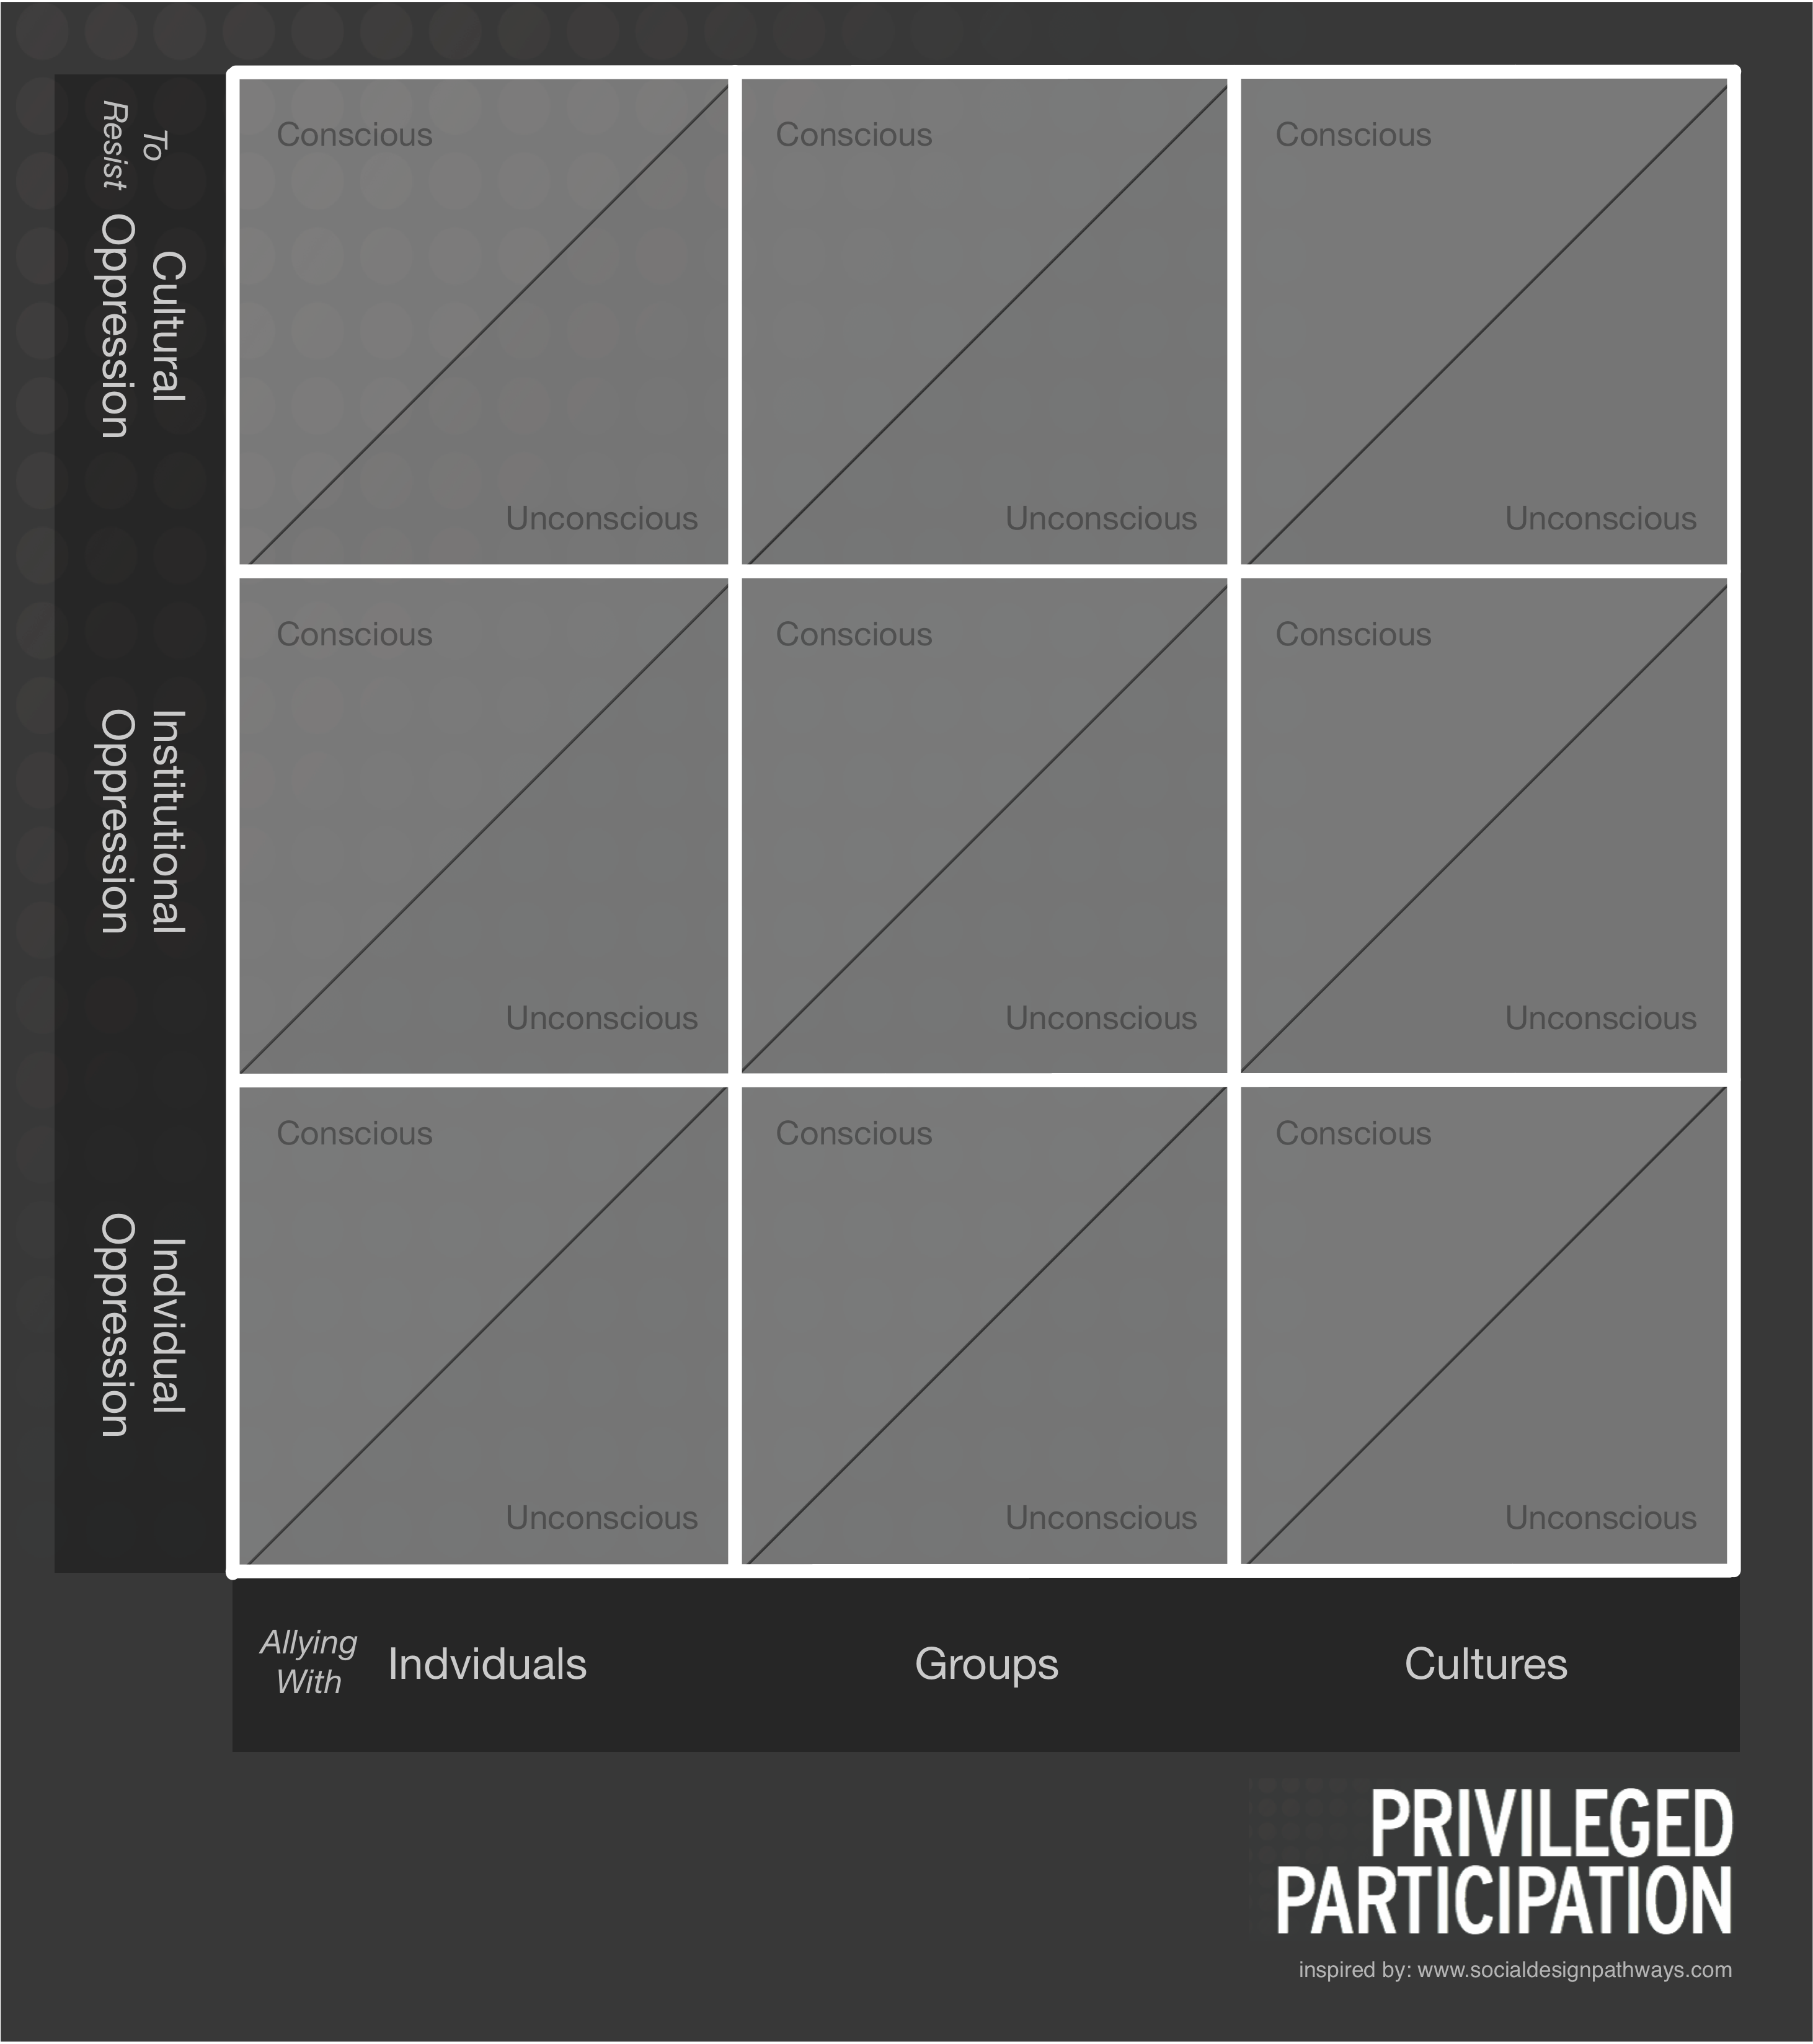 To
Resist
Cultural
Oppression
Conscious
Unconscious
Conscious
Unconscious
Conscious
Unconscious
Institutional
Oppression
Conscious
Unconscious
Conscious
Unconscious
Conscious
Unconscious
Indvidual
Oppression
Conscious
Unconscious
Conscious
Unconscious
Conscious
Unconscious
Allying
With
Indviduals
Groups
Cultures
PRIVILEGED
PARTICIPATION
inspired by: www.socialdesignpathways.com